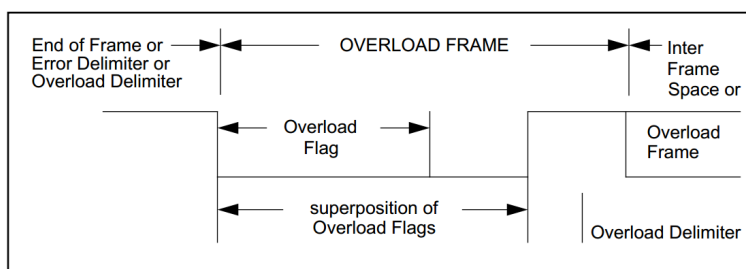 End of Frame or
Error Delimiter or
Overload Delimiter
OVERLOAD FRAME
Inter
Frame
Space or
Overload
Frame
Overload
Flag
superposition of
Overload Flags
Overload Delimiter